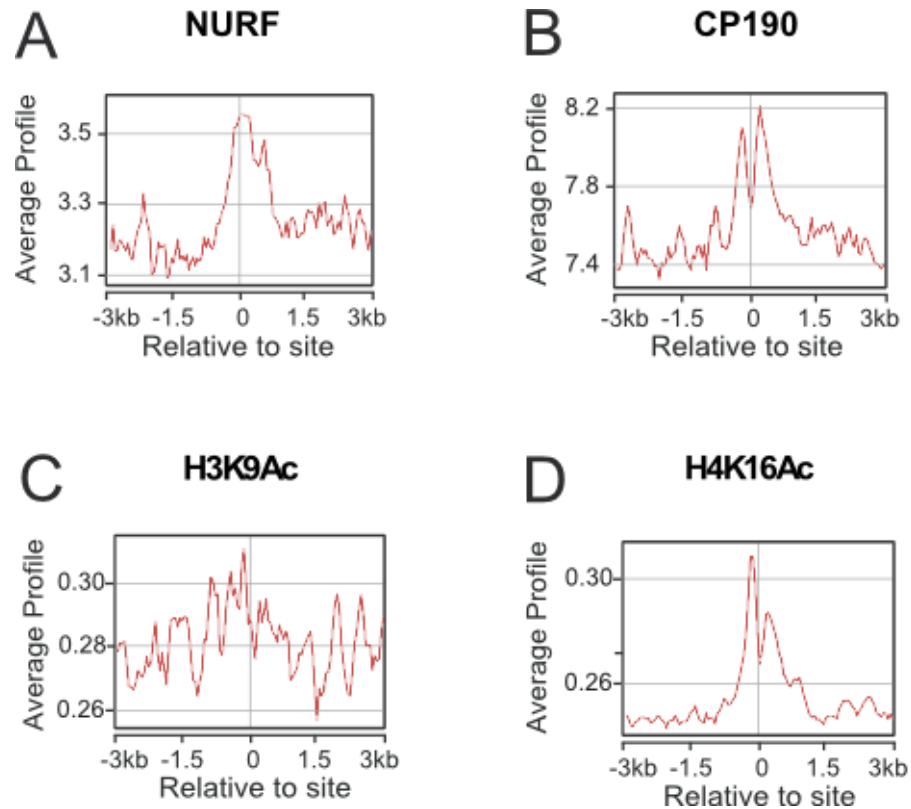 A NURF
Average Profile
3.5
3.3
3.1
-3kb -1.5 0 1.5 3kb
Relative to site
B CP190
Average Profile
8.2
7.8
7.4
-3kb -1.5 0 1.5 3kb
Relative to site
C H3K9Ac
Average Profile
0.30
0.28
0.26
-3kb -1.5 0 1.5 3kb
Relative to site
D H4K16Ac
Average Profile
0.30
0.26
-3kb -1.5 0 1.5 3kb
Relative to site